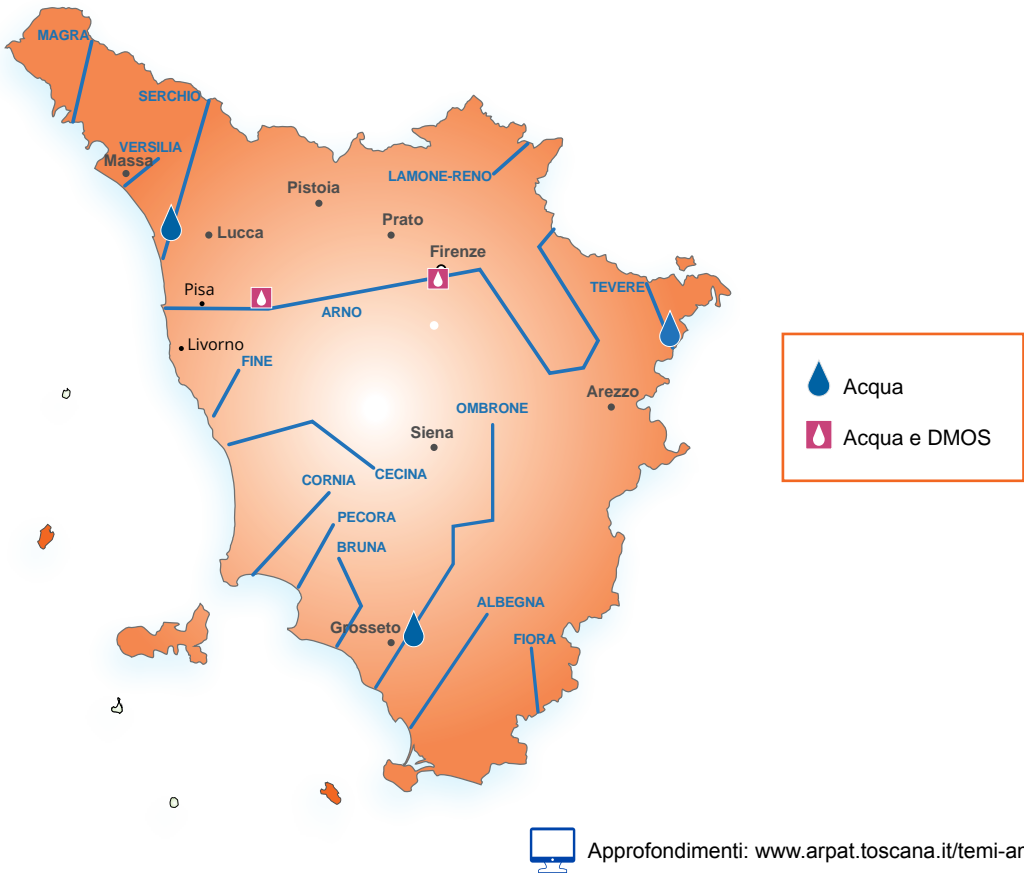 MAGRA
SERCHIO
VERSILIA
Massa
LAMONE-RENO
Pistoia
Prato
Lucca
Firenze
Pisa
TEVERE
ARNO
Livorno
FINE
Arezzo
OMBRONE
Siena
CECINA
CORNIA
PECORA
BRUNA
ALBEGNA
Grosseto
FIORA
Acqua
Acqua e DMOS
Approfondimenti: www.arpat.toscana.it/temi-ar